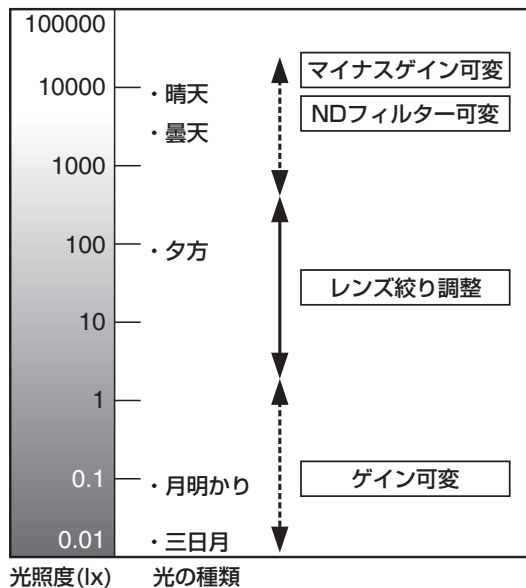 100000
10000
1000
100
10
1
0.1
0.01
・晴天
・曇天
・夕方
・月明かり
・三日月
マイナスゲイン可変
NDフィルター可変
レンズ絞り調整
ゲイン可変
光照度(lx) 光の種類